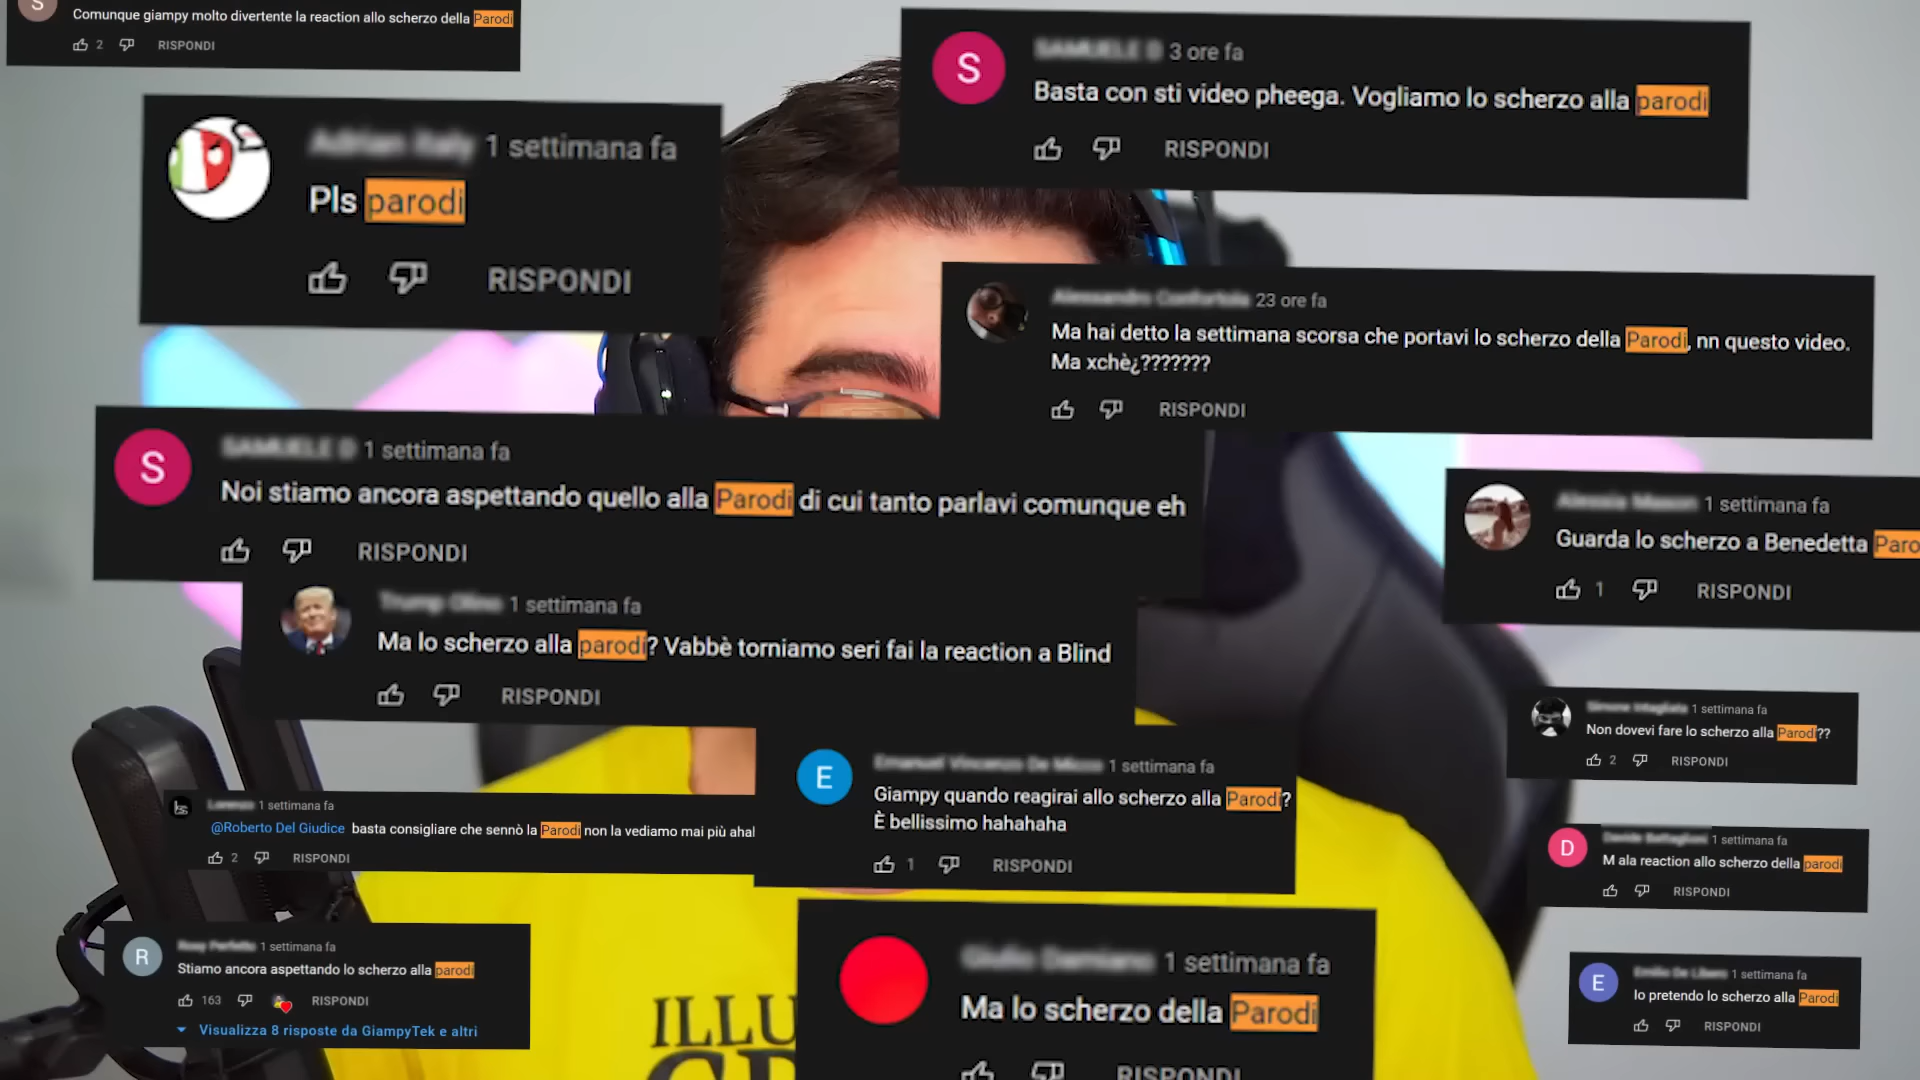 S
Comunque giampy molto divertente la reaction allo scherzo della Parodi
2 RISPONDI
S
3 ore fa
Basta con sti video pheega. Vogliamo lo scherzo alla parodi
RISPONDI
1 settimana fa
Pls parodi
RISPONDI
23 ore fa
Ma hai detto la settimana scorsa che portavi lo scherzo della Parodi, nn questo video.
Ma xchè¿???????
RISPONDI
S
1 settimana fa
Noi stiamo ancora aspettando quello alla Parodi di cui tanto parlavi comunque eh
RISPONDI
1 settimana fa
Guarda lo scherzo a Benedetta Paro
1 RISPONDI
1 settimana fa
Ma lo scherzo alla parodi? Vabbè torniamo seri fai la reaction a Blind
RISPONDI
1 settimana fa
Non dovevi fare lo scherzo alla Parodi??
2 RISPONDI
E
1 settimana fa
Giampy quando reagirai allo scherzo alla Parodi?
È bellissimo hahahaha
1 RISPONDI
1 settimana fa
@Roberto Del Giudice basta consigliare che sennò la Parodi non la vediamo mai più ahah
2 RISPONDI
D
1 settimana fa
M ala reaction allo scherzo della parodi
RISPONDI
R
1 settimana fa
Stiamo ancora aspettando lo scherzo alla parodi
163 RISPONDI
Visualizza 8 risposte da GiampyTek e altri
1 settimana fa
Ma lo scherzo della Parodi
RISPONDI
E
1 settimana fa
Io pretendo lo scherzo alla Parodi
RISPONDI
ILLU